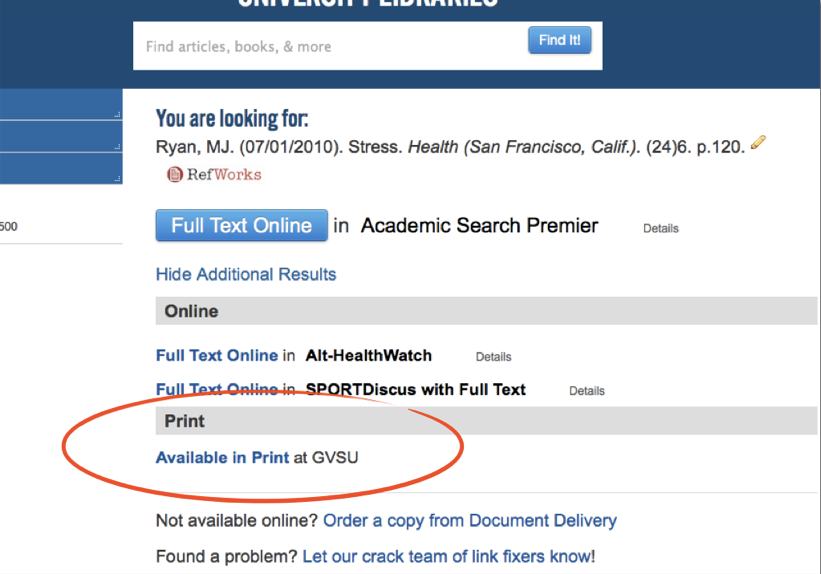 UNIVERSITY LIBRARIES
Find articles, books, & more
Find It!
You are looking for:
Ryan, MJ. (07/01/2010). Stress. Health (San Francisco, Calif.). (24)6. p.120.
RefWorks
500
Full Text Online in Academic Search Premier Details
Hide Additional Results
Online
Full Text Online in Alt-HealthWatch Details
Full Text Online in SPORTDiscus with Full Text Details
Print
Available in Print at GVSU
Not available online? Order a copy from Document Delivery
Found a problem? Let our crack team of link fixers know!